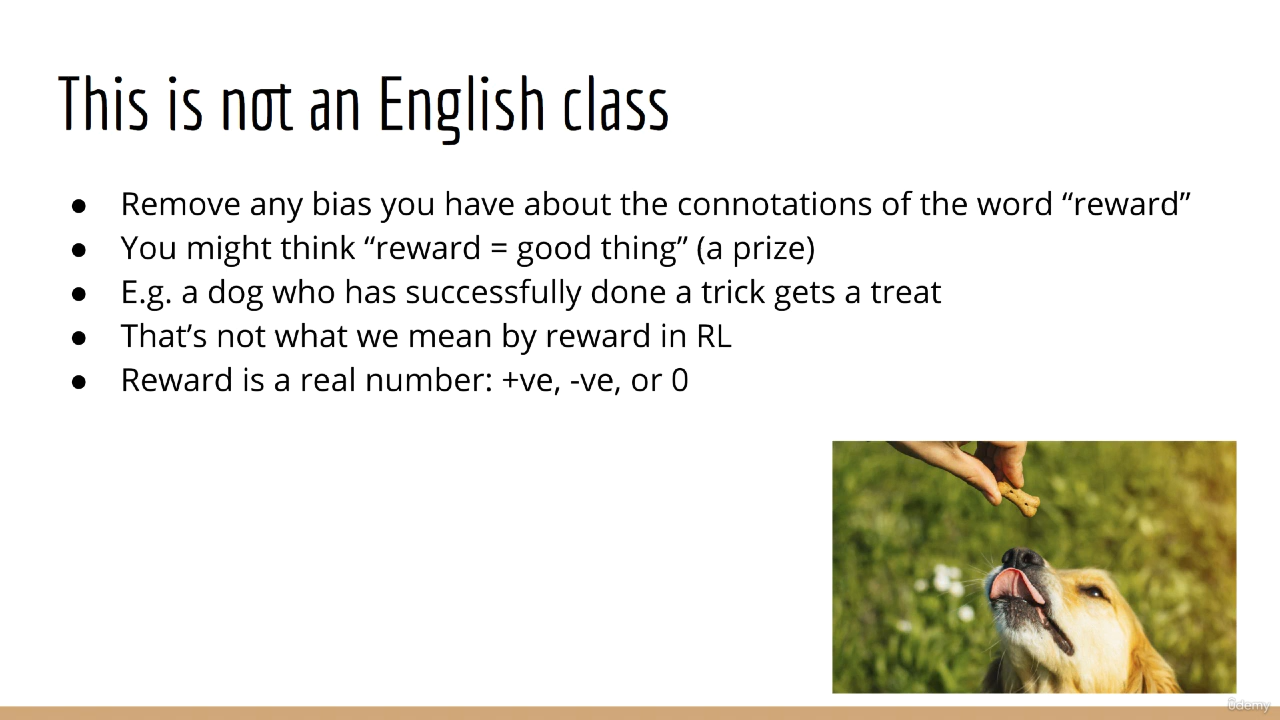 This is not an English class
● Remove any bias you have about the connotations of the word “reward”
● You might think “reward = good thing” (a prize)
● E.g. a dog who has successfully done a trick gets a treat
● That’s not what we mean by reward in RL
● Reward is a real number: +ve, -ve, or 0
ûdemy